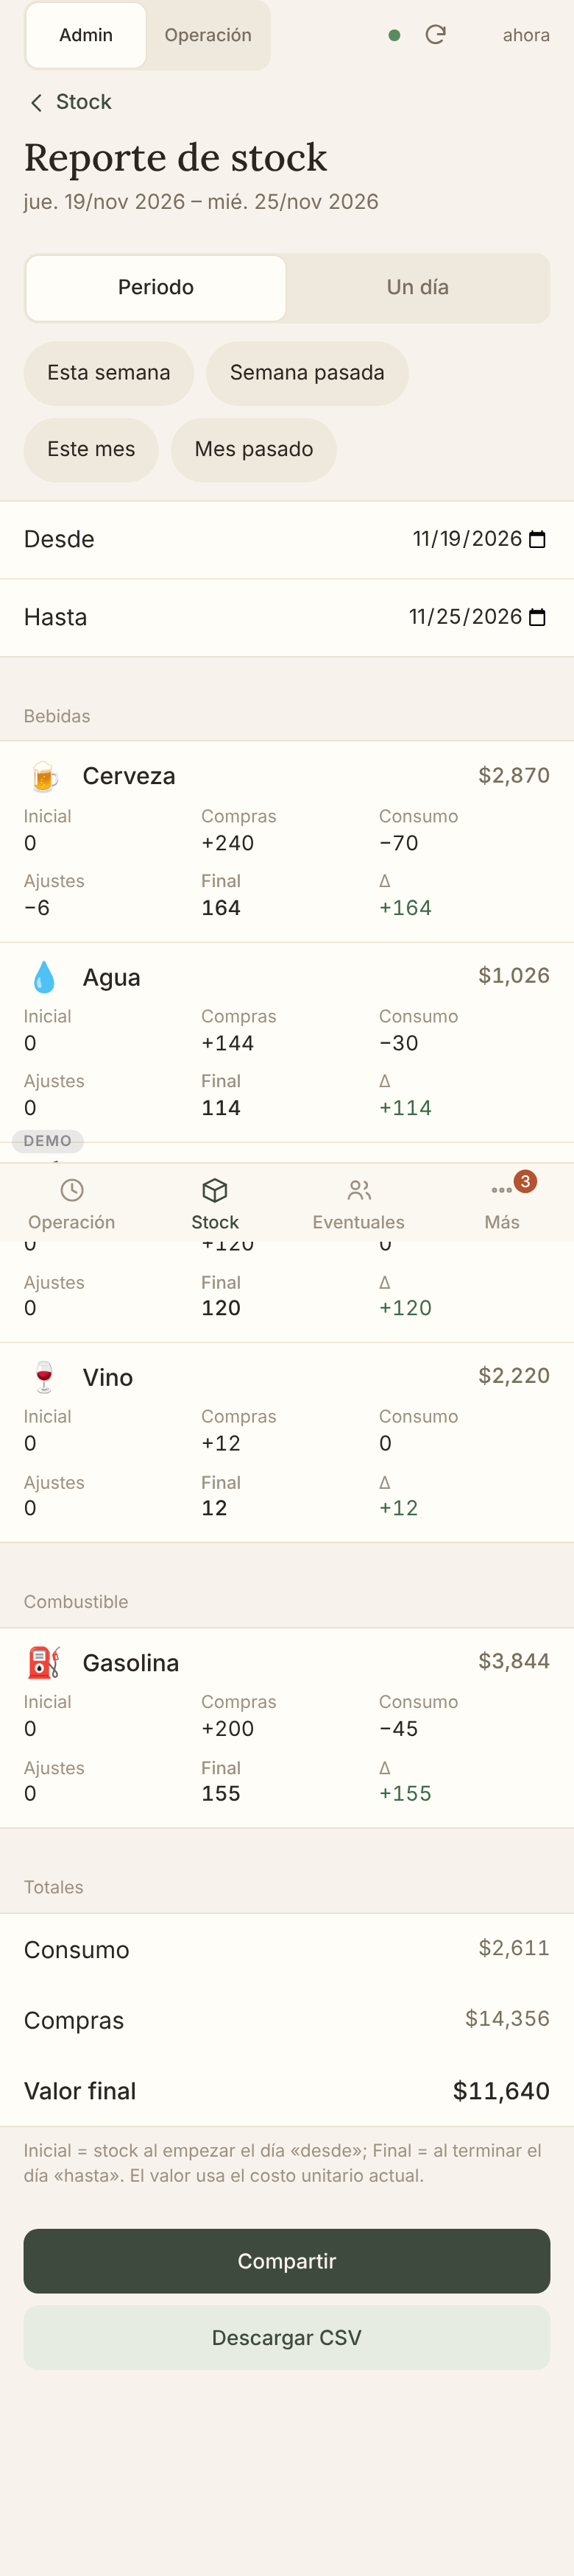 Admin Operación ahora
Stock
Reporte de stock
jue. 19/nov 2026 – mié. 25/nov 2026
Periodo Un día
Esta semana Semana pasada
Este mes Mes pasado
Desde 11/19/2026
Hasta 11/25/2026
Bebidas
Cerveza $2,870
Inicial Compras Consumo
0 +240 −70
Ajustes Final Δ
−6 164 +164
Agua $1,026
Inicial Compras Consumo
0 +144 −30
Ajustes Final Δ
0 114 +114
DEMO
Operación Stock Eventuales Más 3
0 +120 0
Ajustes Final Δ
0 120 +120
Vino $2,220
Inicial Compras Consumo
0 +12 0
Ajustes Final Δ
0 12 +12
Combustible
Gasolina $3,844
Inicial Compras Consumo
0 +200 −45
Ajustes Final Δ
0 155 +155
Totales
Consumo $2,611
Compras $14,356
Valor final $11,640
Inicial = stock al empezar el día «desde»; Final = al terminar el
día «hasta». El valor usa el costo unitario actual.
Compartir
Descargar CSV